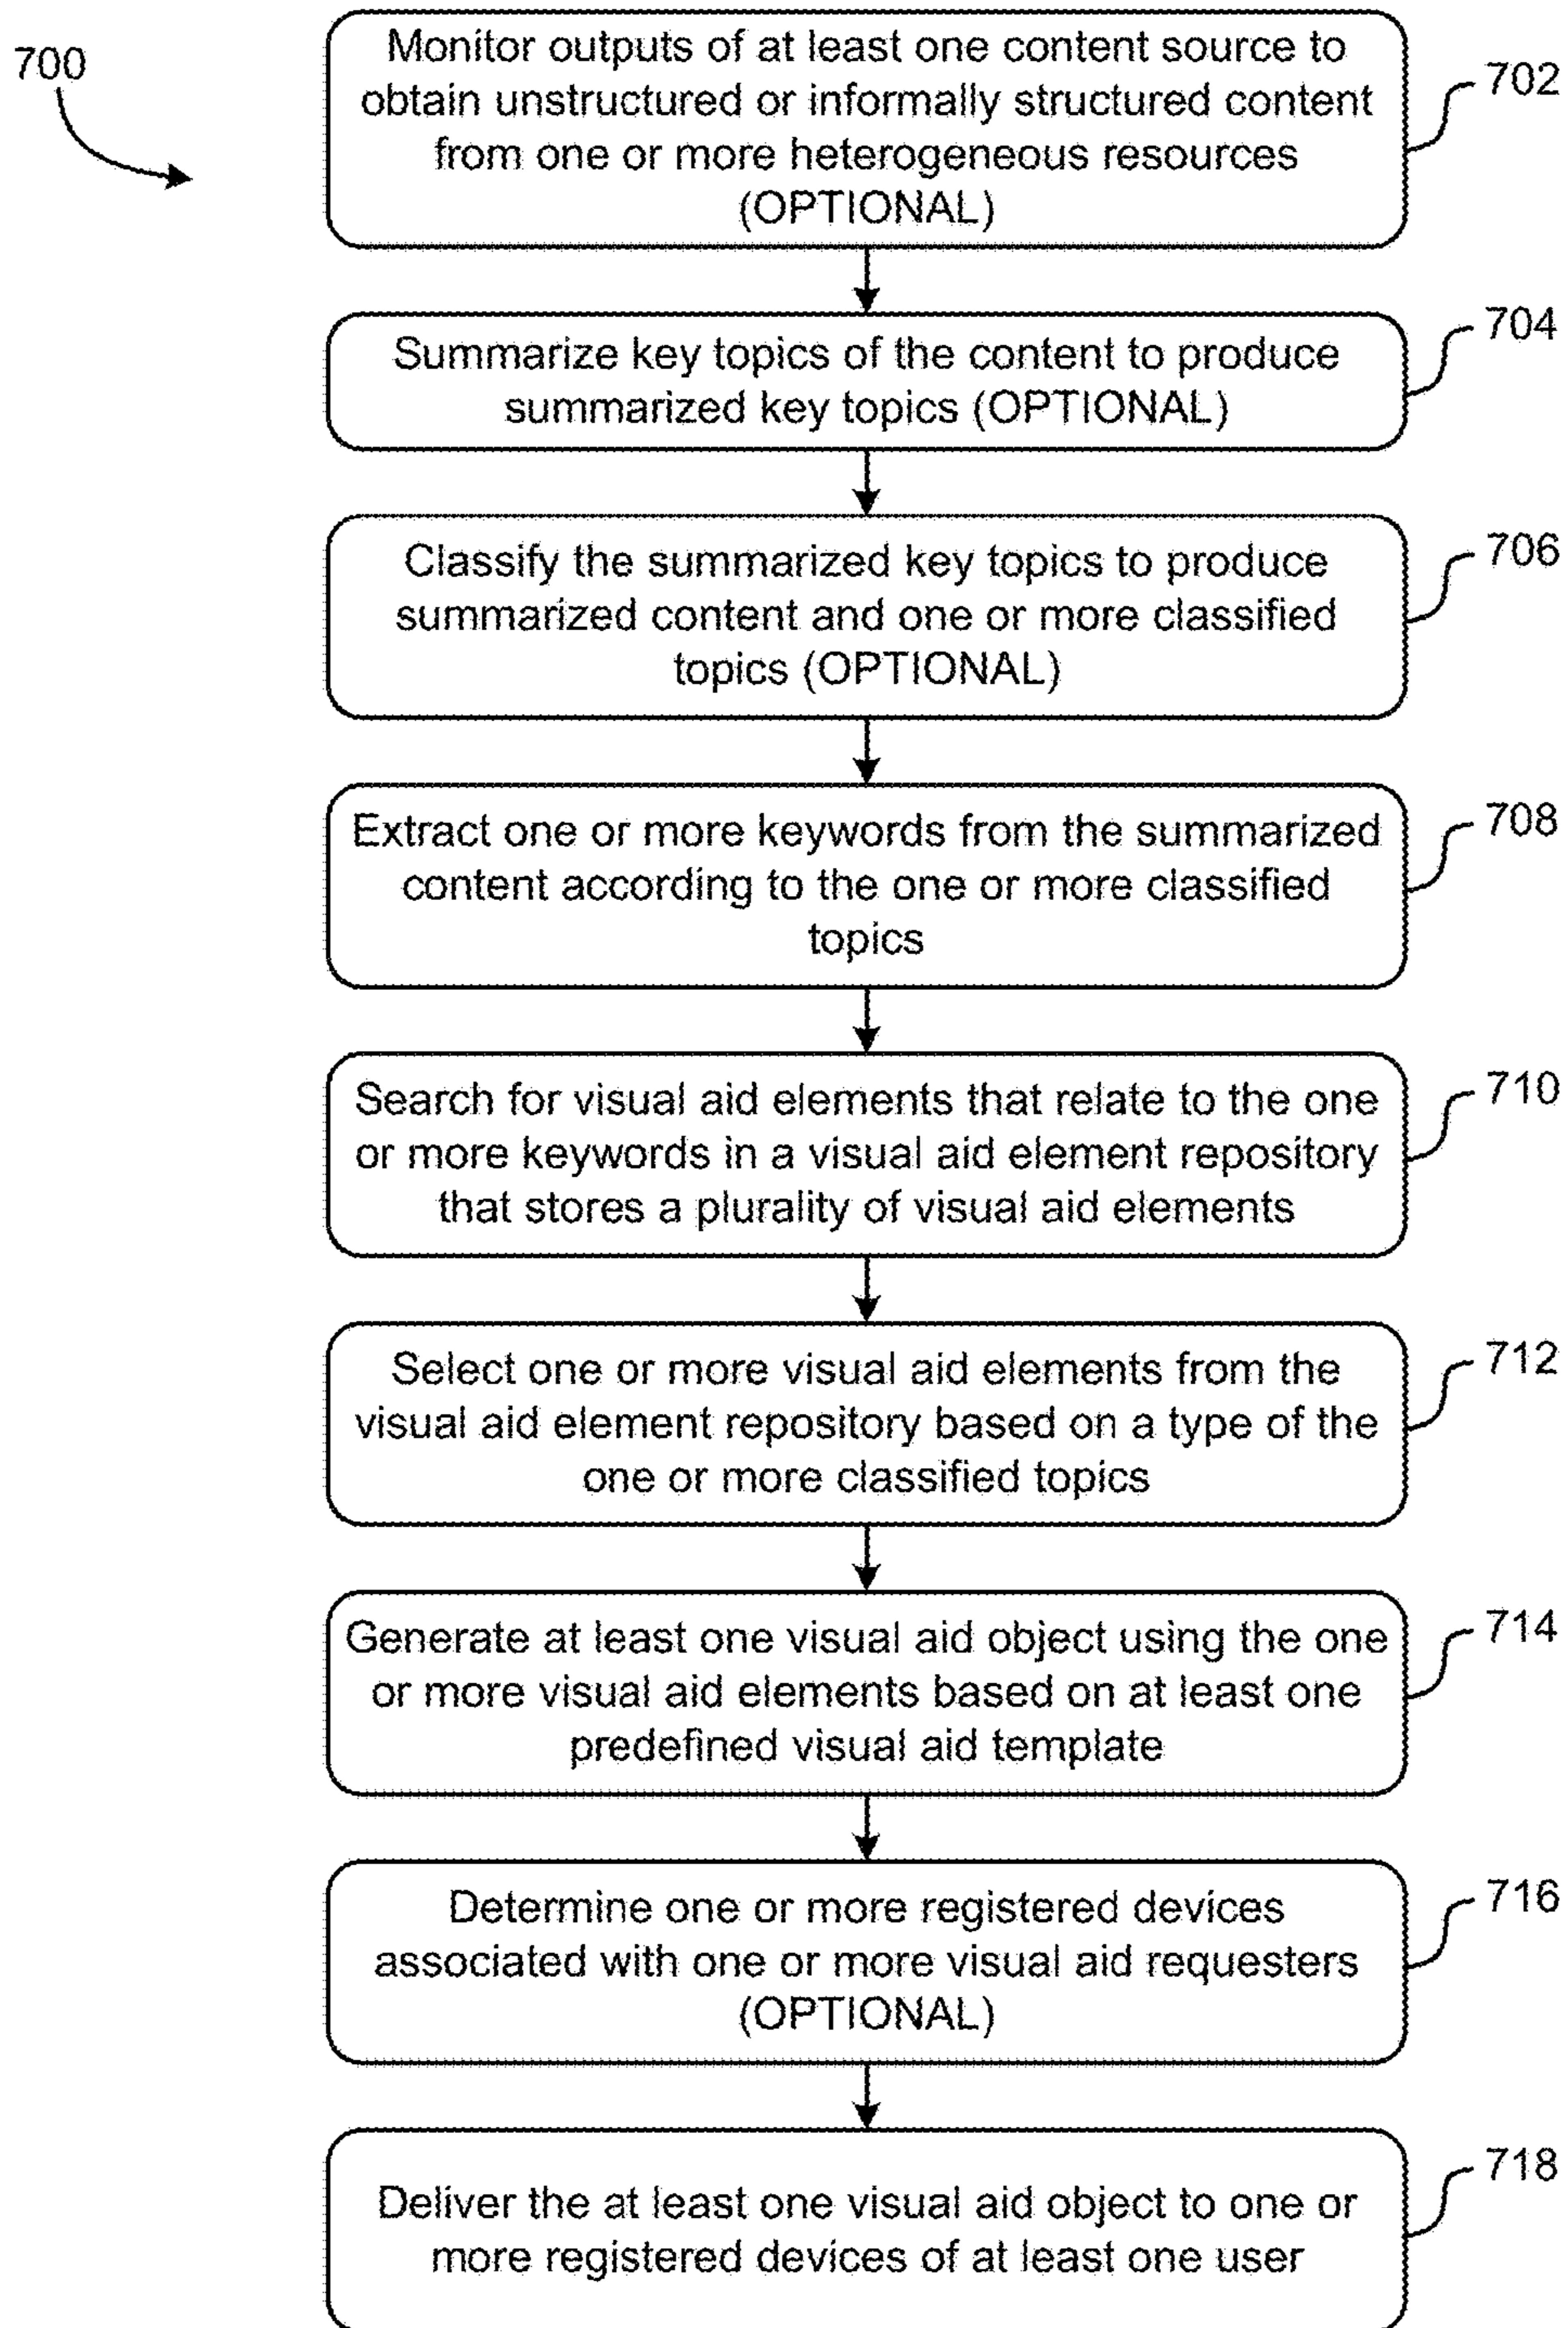 700
Monitor outputs of at least one content source to
obtain unstructured or informally structured content
from one or more heterogeneous resources
(OPTIONAL)
702
Summarize key topics of the content to produce
summarized key topics (OPTIONAL)
704
Classify the summarized key topics to produce
summarized content and one or more classified
topics (OPTIONAL)
706
Extract one or more keywords from the summarized
content according to the one or more classified
topics
708
Search for visual aid elements that relate to the one
or more keywords in a visual aid element repository
that stores a plurality of visual aid elements
710
Select one or more visual aid elements from the
visual aid element repository based on a type of the
one or more classified topics
712
Generate at least one visual aid object using the one
or more visual aid elements based on at least one
predefined visual aid template
714
Determine one or more registered devices
associated with one or more visual aid requesters
(OPTIONAL)
716
Deliver the at least one visual aid object to one or
more registered devices of at least one user
718